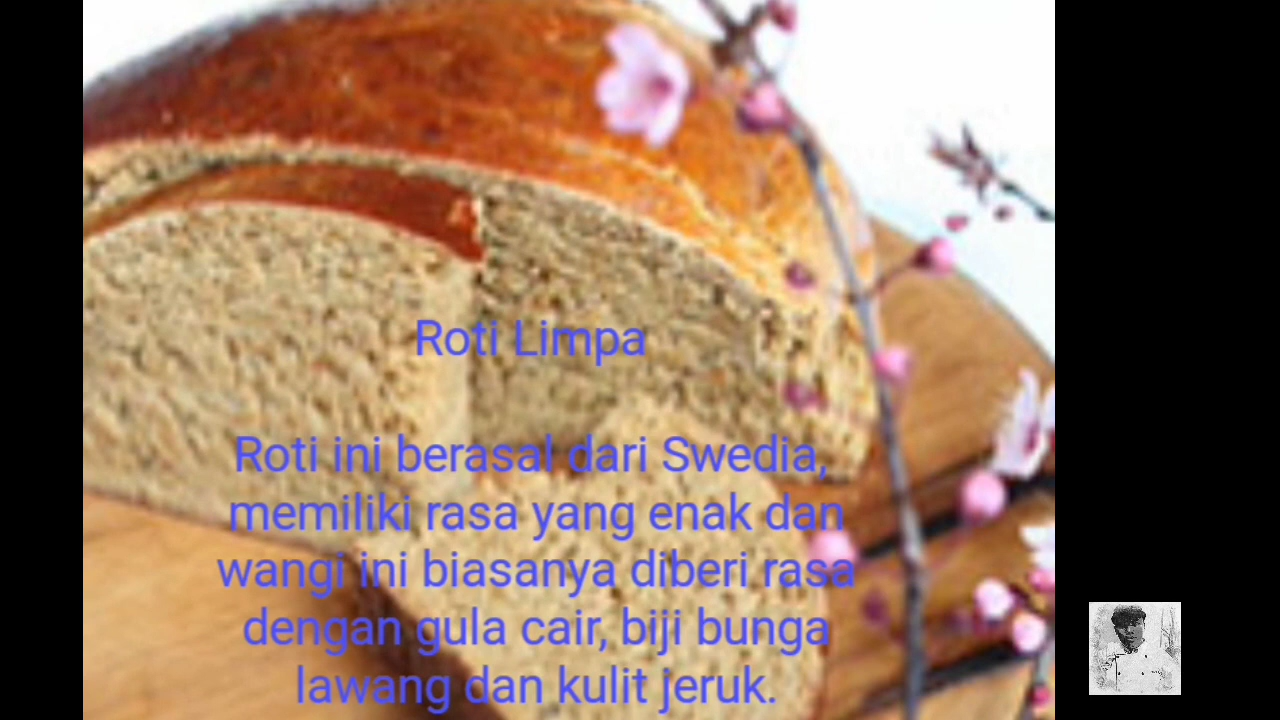 Roti Limpa
Roti ini berasal dari Swedia,
memiliki rasa yang enak dan
wangi ini biasanya diberi rasa
dengan gula cair, biji bunga
lawang dan kulit jeruk.